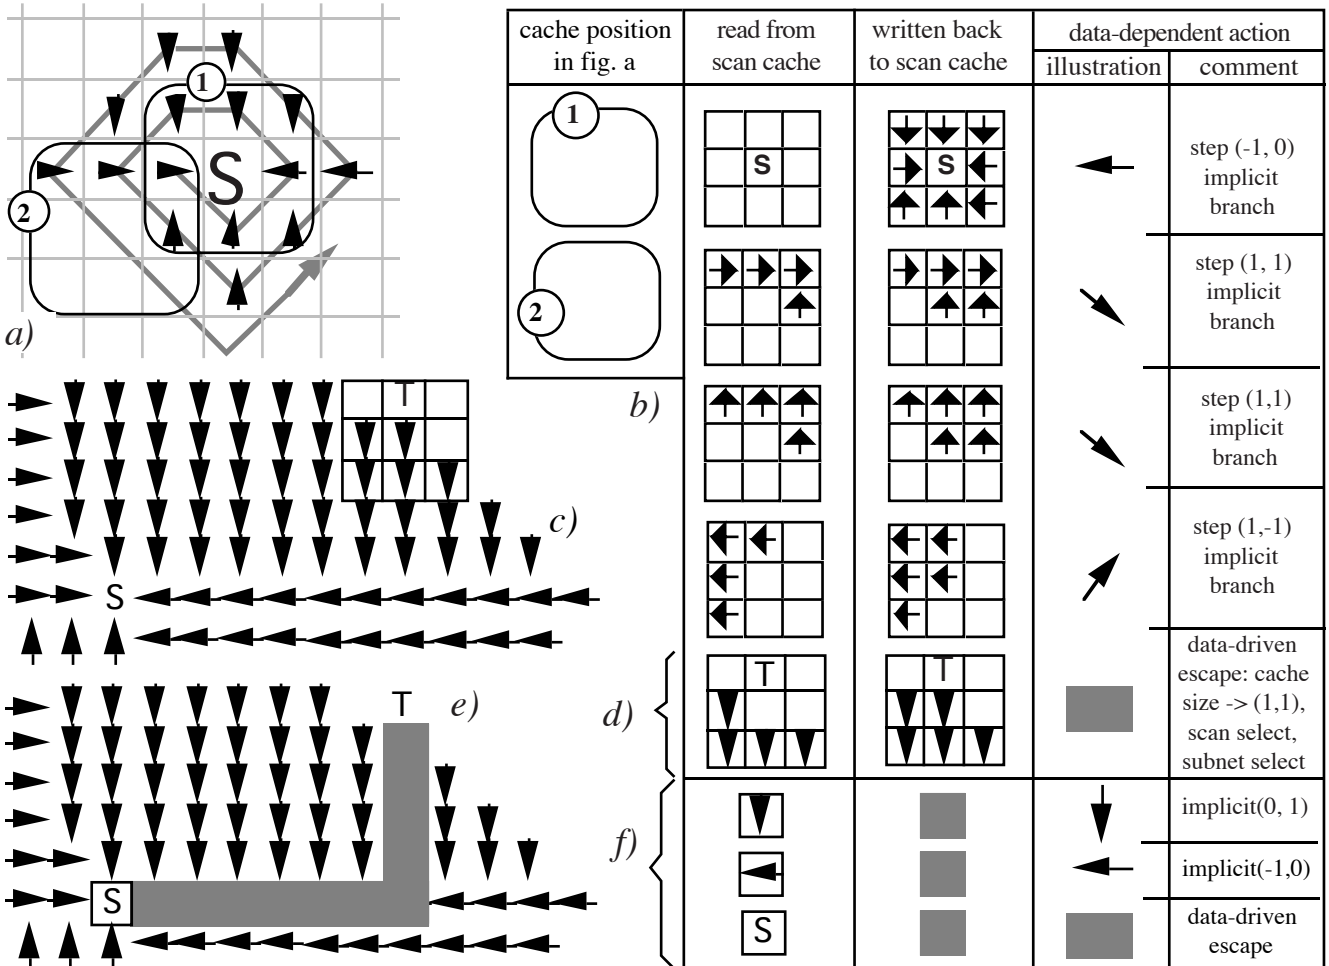 1
S
2
a)
T
c)
S
T
e)
S
cache position
in fig. a
read from
scan cache
written back
to scan cache
data-dependent action
illustration
comment
1
S
S
step (-1, 0)
implicit
branch
2
step (1, 1)
implicit
branch
b)
step (1,1)
implicit
branch
step (1,-1)
implicit
branch
d)
T
T
data-driven
escape: cache
size -> (1,1),
scan select,
subnet select
f)
implicit(0, 1)
implicit(-1,0)
S
data-driven
escape